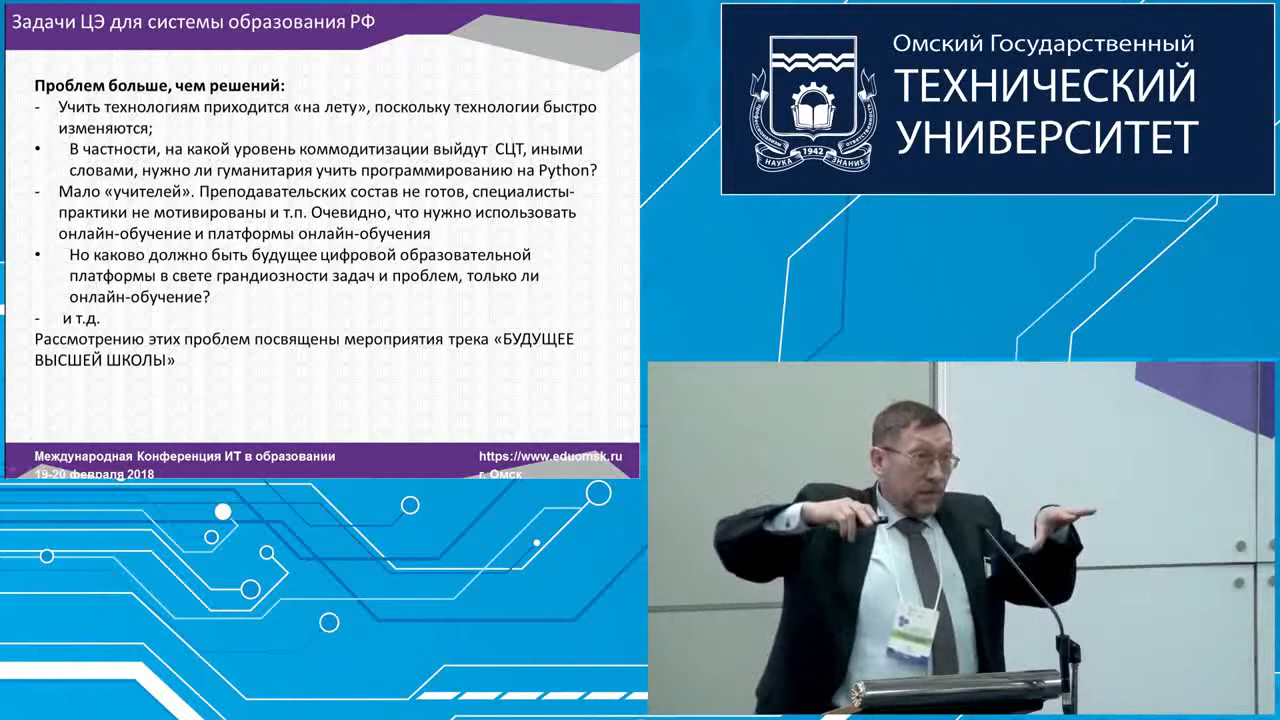 Задачи ЦЭ для системы образования РФ
Проблем больше, чем решений:
- Учить технологиям приходится «на лету», поскольку технологии быстро
изменяются;
• В частности, на какой уровень коммодитизации выйдут СЦТ, иными
словами, нужно ли гуманитария учить программированию на Python?
- Мало «учителей». Преподавательских состав не готов, специалисты-
практики не мотивированы и т.п. Очевидно, что нужно использовать
онлайн-обучение и платформы онлайн-обучения
• Но каково должно быть будущее цифровой образовательной
платформы в свете грандиозности задач и проблем, только ли
онлайн-обучение?
- и т.д.
Рассмотрению этих проблем посвящены мероприятия трека «БУДУЩЕЕ
ВЫСШЕЙ ШКОЛЫ»
Международная Конференция ИТ в образовании
19-20 февраля 2018
https://www.eduomsk.ru
г. Омск
Омский Государственный
ТЕХНИЧЕСКИЙ
УНИВЕРСИТЕТ
профессионализм
ответственность
НАУКА 1942 ЗНАНИЕ